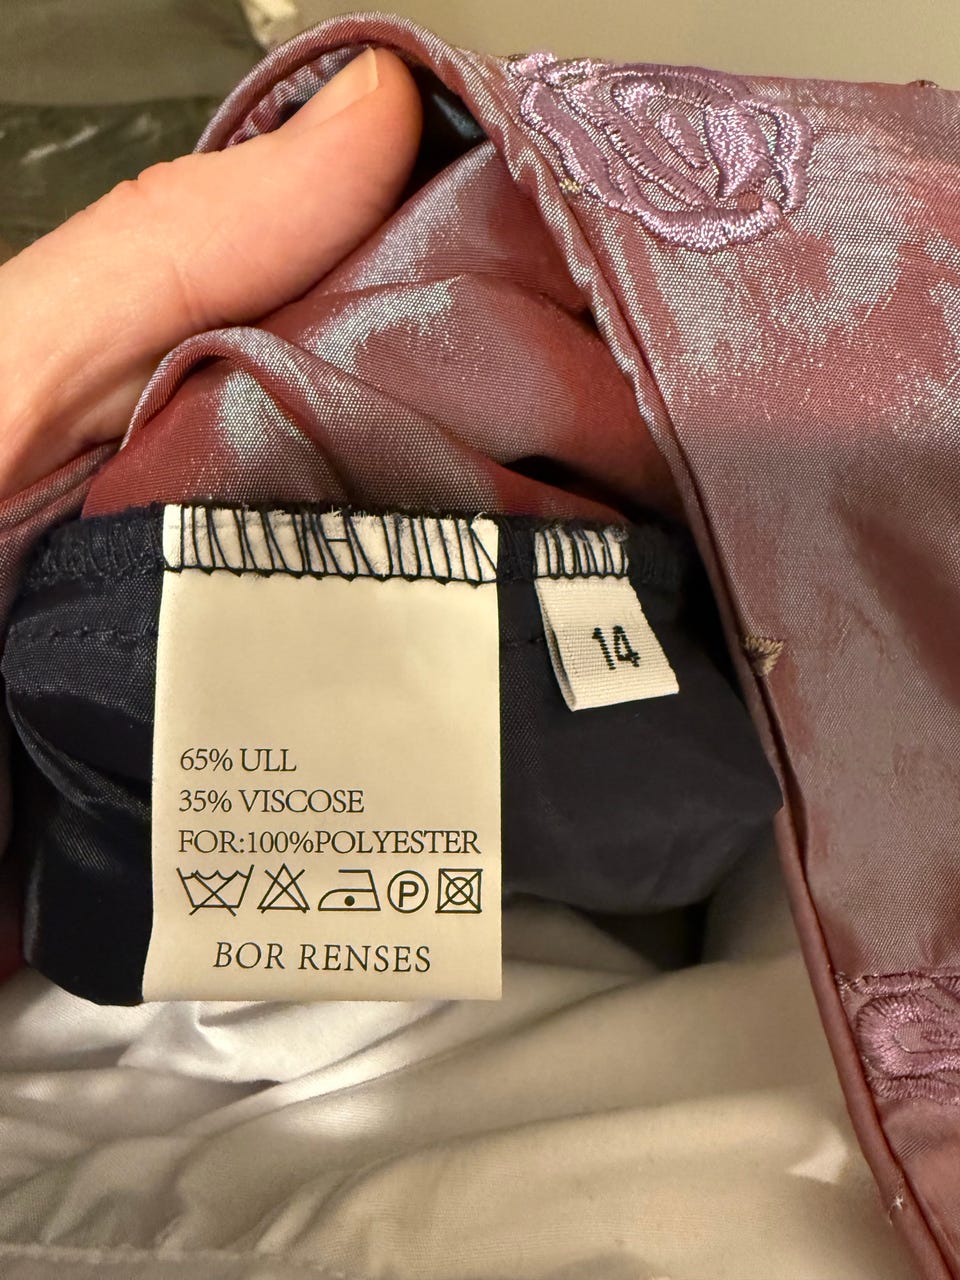 14
65% ULL
35% VISCOSE
FOR:100%POLYESTER
P
BOR RENSES